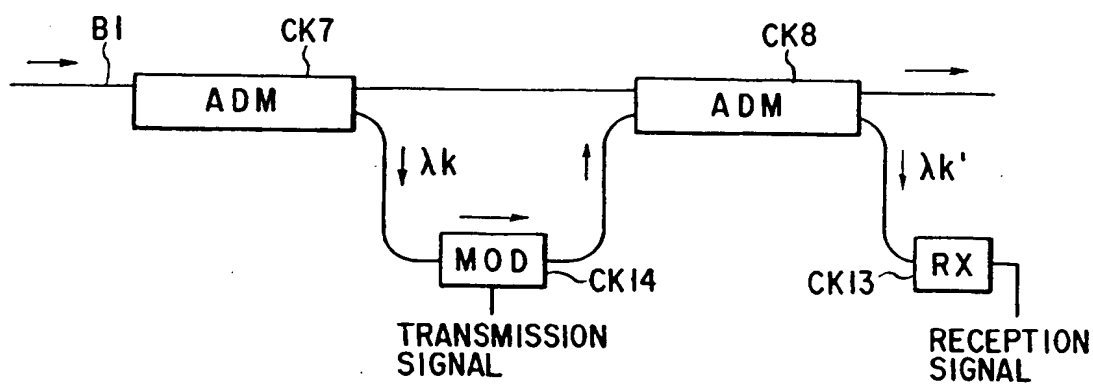 B1
CK7
CK8
ADM
ADM
λk
λk'
MOD
CK14
CK13
RX
TRANSMISSION
SIGNAL
RECEPTION
SIGNAL